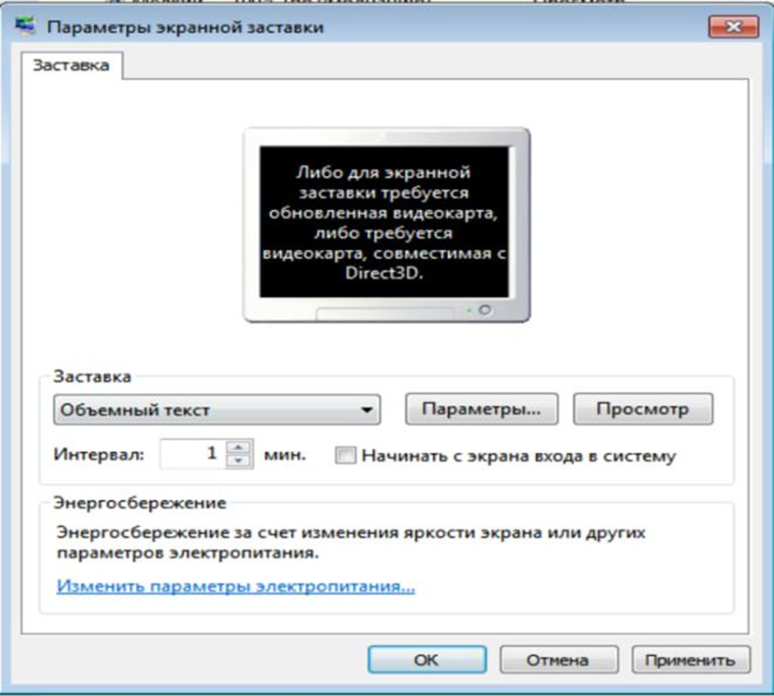 Параметры экранной заставки
Заставка
Либо для экранной
заставки требуется
обновленная видеокарта,
либо требуется
видеокарта, совместимая с
Direct3D.
Заставка
Объемный текст
Параметры...
Просмотр
Интервал: 1 мин.
Начинать с экрана входа в систему
Энергосбережение
Энергосбережение за счет изменения яркости экрана или других
параметров электропитания.
Изменить параметры электропитания...
ОК
Отмена
Применить